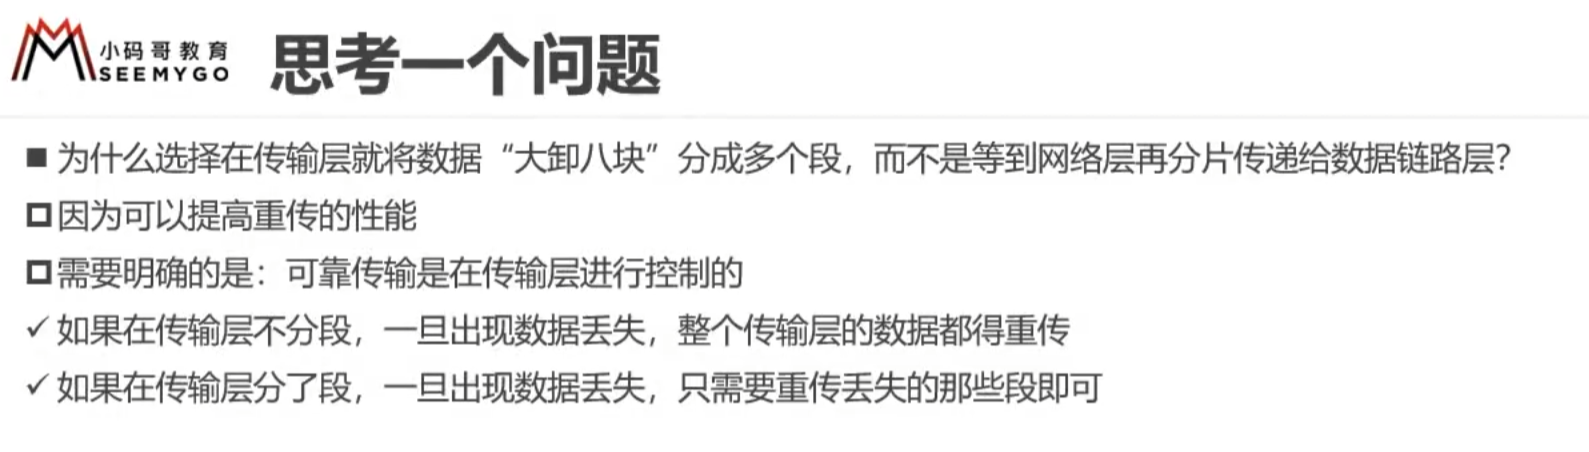 小码哥教育
SEEMYGO
思考一个问题
为什么选择在传输层就将数据“大卸八块”分成多个段，而不是等到网络层再分片传递给数据链路层？
因为可以提高重传的性能
需要明确的是：可靠传输是在传输层进行控制的
如果在传输层不分段，一旦出现数据丢失，整个传输层的数据都得重传
如果在传输层分了段，一旦出现数据丢失，只需要重传丢失的那些段即可